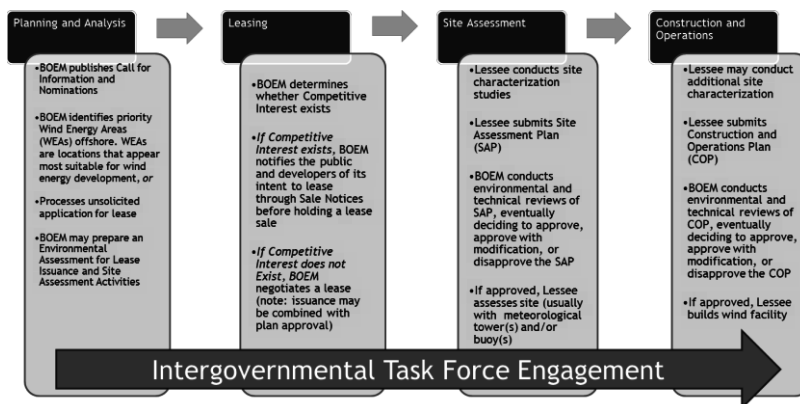 Planning and Analysis
•BOEM publishes Call for
Information and
Nominations
•BOEM identifies priority
Wind Energy Areas
(WEAs) offshore. WEAs
are locations that appear
most suitable for wind
energy development, or
•Processes unsolicited
application for lease
•BOEM may prepare an
Environmental
Assessment for Lease
Issuance and Site
Assessment Activities
Leasing
•BOEM determines
whether Competitive
Interest exists
•If Competitive
Interest exists, BOEM
notifies the public
and developers of its
intent to lease
through Sale Notices
before holding a lease
sale
•If Competitive
Interest does not
Exist, BOEM
negotiates a lease
(note: issuance may
be combined with
plan approval)
Site Assessment
•Lessee conducts site
characterization
studies
•Lessee submits Site
Assessment Plan
(SAP)
•BOEM conducts
environmental and
technical reviews of
SAP, eventually
deciding to approve,
approve with
modification, or
disapprove the SAP
•If approved, Lessee
assesses site (usually
with meteorological
tower(s) and/or
buoy(s)
Construction and
Operations
•Lessee may conduct
additional site
characterization
•Lessee submits
Construction and
Operations Plan
(COP)
•BOEM conducts
environmental and
technical reviews of
COP, eventually
deciding to approve,
approve with
modification, or
disapprove the COP
•If approved, Lessee
builds wind facility
Intergovernmental Task Force Engagement